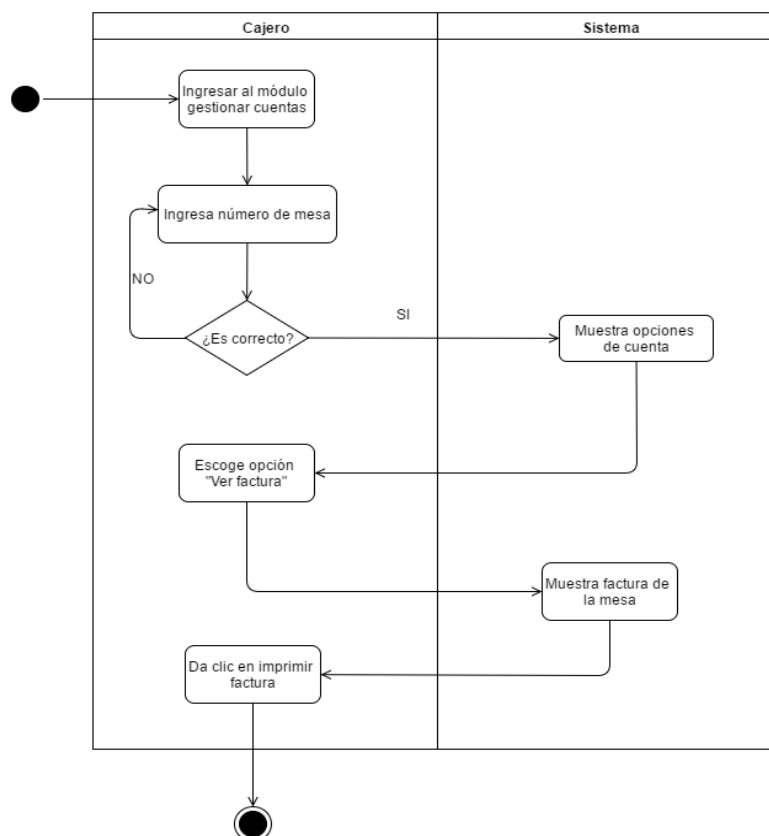 Cajero
Sistema
Ingresar al módulo
gestionar cuentas
Ingresa número de mesa
NO
¿Es correcto?
SI
Muestra opciones
de cuenta
Escoge opción
"Ver factura"
Muestra factura de
la mesa
Da clic en imprimir
factura